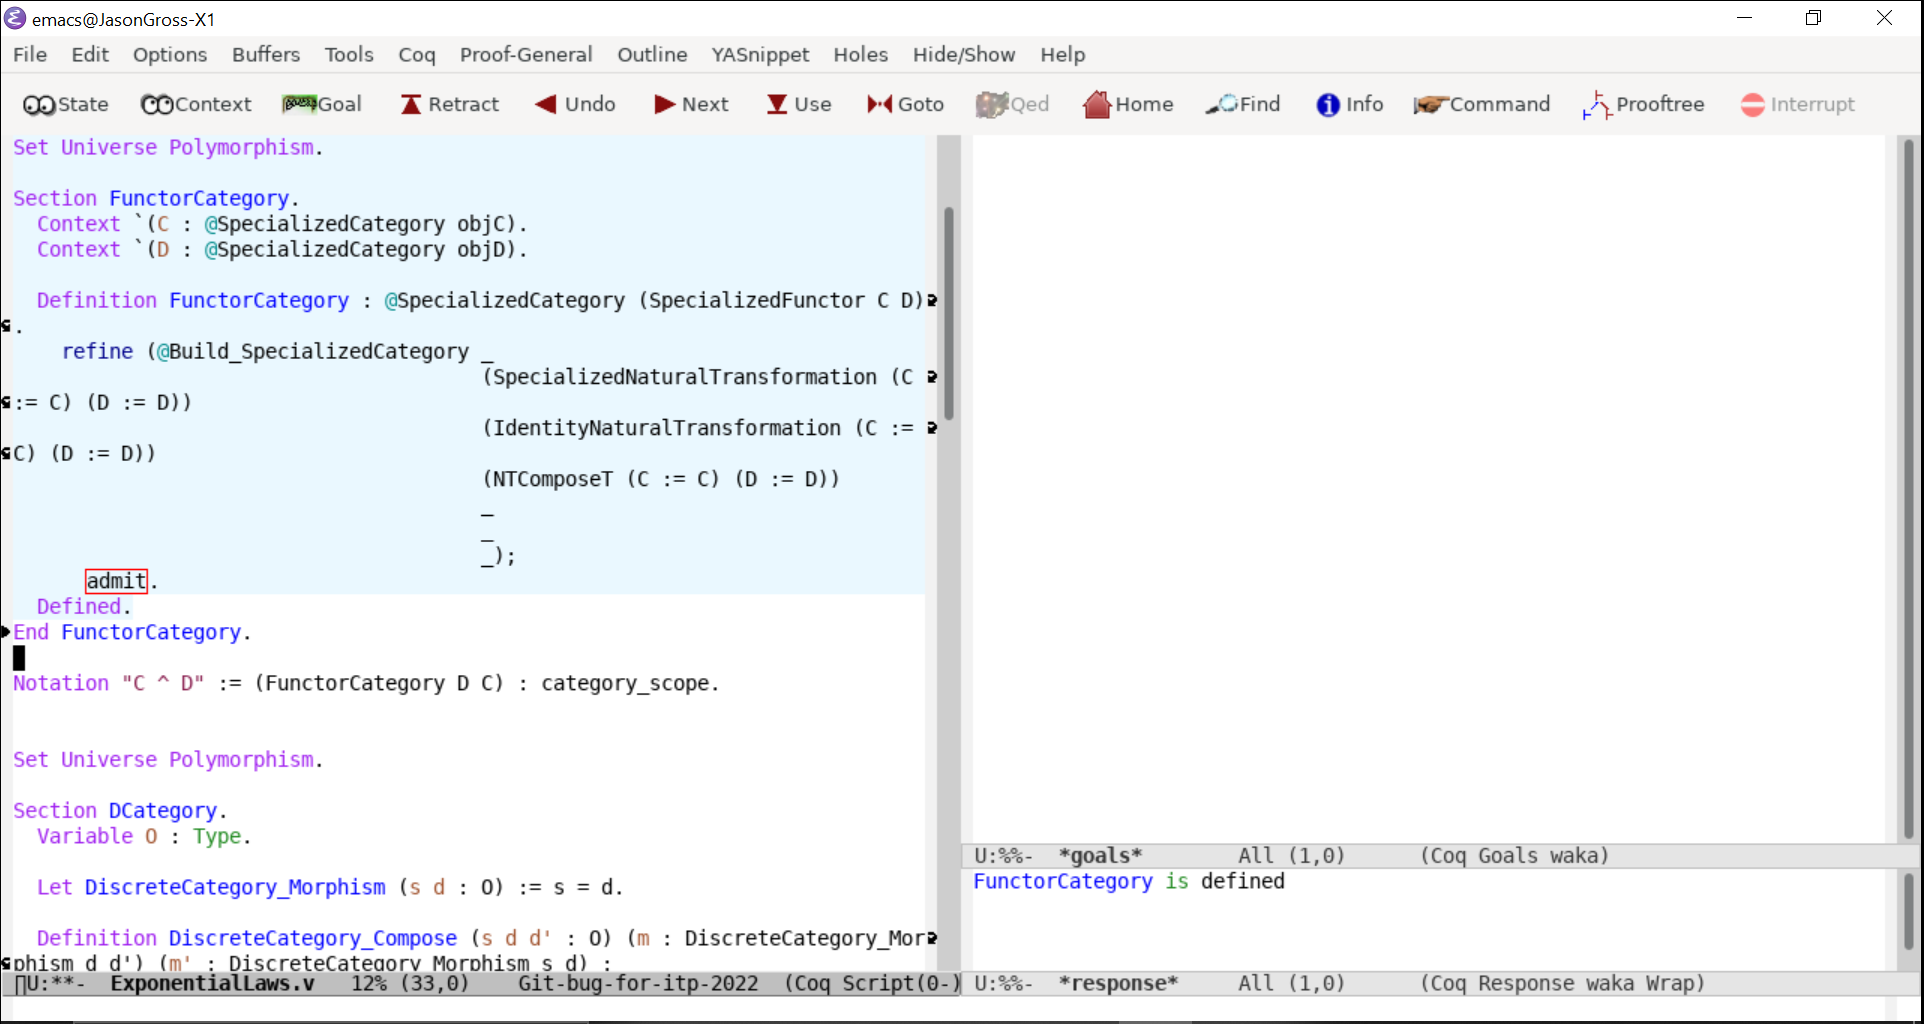 emacs@JasonGross-X1
File Edit Options Buffers Tools Coq Proof-General Outline YASnippet Holes Hide/Show Help
State Context Goal Retract Undo Next Use Goto Qed Home Find Info Command Prooftree Interrupt
Set Universe Polymorphism.
Section FunctorCategory.
Context `(C : @SpecializedCategory objC).
Context `(D : @SpecializedCategory objD).
Definition FunctorCategory : @SpecializedCategory (SpecializedFunctor C D)
.
refine (@Build_SpecializedCategory _
(SpecializedNaturalTransformation (C
:= C) (D := D))
(IdentityNaturalTransformation (C :=
C) (D := D))
(NTComposeT (C := C) (D := D))
_
_
_);
admit.
Defined.
End FunctorCategory.
Notation "C ^ D" := (FunctorCategory D C) : category_scope.
Set Universe Polymorphism.
Section DCategory.
Variable O : Type.
Let DiscreteCategory_Morphism (s d : O) := s = d.
Definition DiscreteCategory_Compose (s d d' : O) (m : DiscreteCategory_Mor
phism d d') (m' : DiscreteCategory_Morphism s d) :
U:**- ExponentialLaws.v 12% (33,0) Git-bug-for-itp-2022 (Coq Script(0-)
U:%%- *goals* All (1,0) (Coq Goals waka)
FunctorCategory is defined
U:%%- *response* All (1,0) (Coq Response waka Wrap)